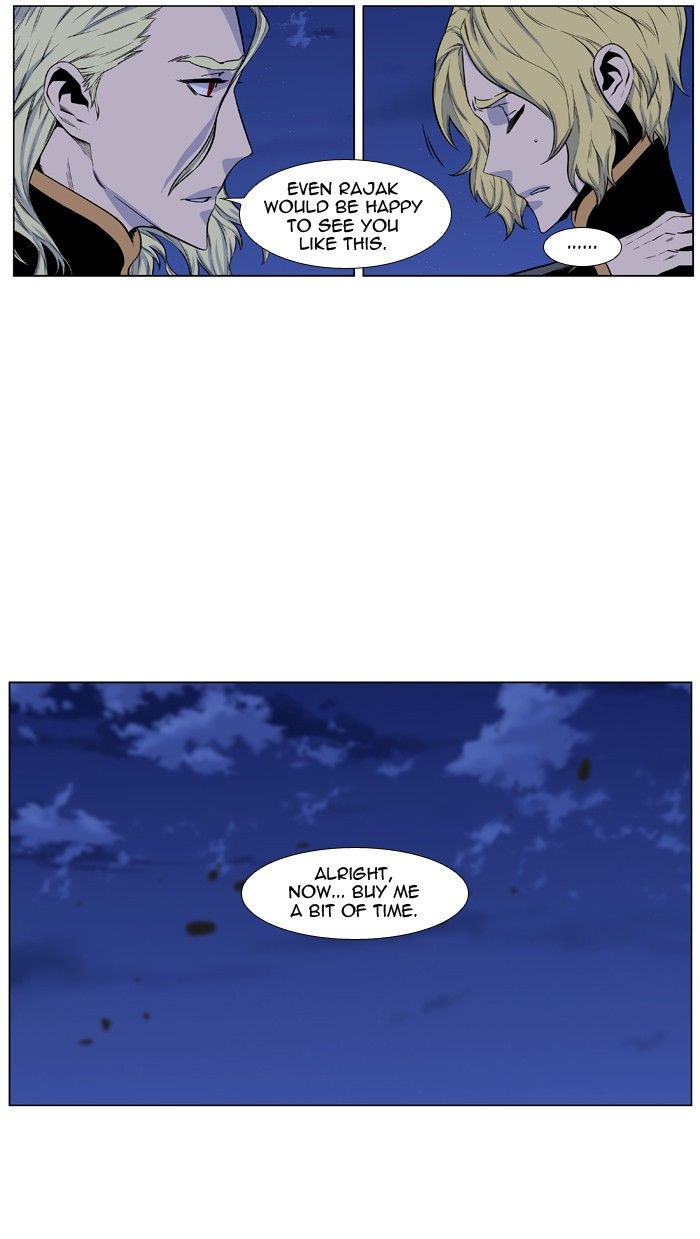 EVEN RAJAK
WOULD BE HAPPY
TO SEE YOU
LIKE THIS.
......
ALRIGHT,
NOW... BUY ME
A BIT OF TIME.